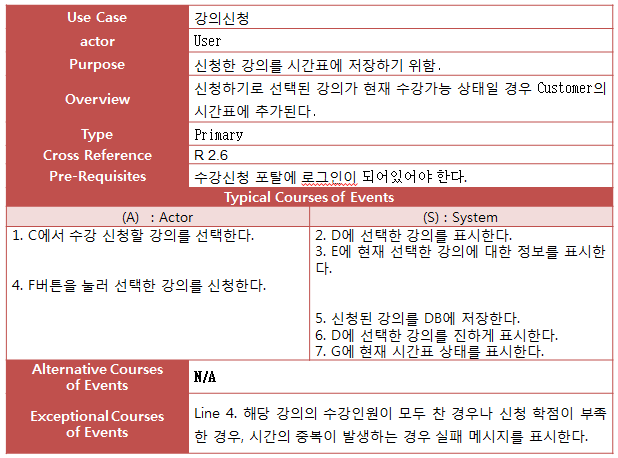 Use Case 강의신청
actor User
Purpose 신청한 강의를 시간표에 저장하기 위함.
Overview 신청하기로 선택된 강의가 현재 수강가능 상태일 경우 Customer의
시간표에 추가된다.
Type Primary
Cross Reference R 2.6
Pre-Requisites 수강신청 포탈에 로그인이 되어있어야 한다.
Typical Courses of Events
(A) : Actor (S) : System
1. C에서 수강 신청할 강의를 선택한다. 2. D에 선택한 강의를 표시한다.
3. E에 현재 선택한 강의에 대한 정보를 표시한
다.
4. F버튼을 눌러 선택한 강의를 신청한다.
5. 신청된 강의를 DB에 저장한다.
6. D에 선택한 강의를 진하게 표시한다.
7. G에 현재 시간표 상태를 표시한다.
Alternative Courses
of Events
N/A
Exceptional Courses
of Events
Line 4. 해당 강의의 수강인원이 모두 찬 경우나 신청 학점이 부족
한 경우, 시간의 중복이 발생하는 경우 실패 메시지를 표시한다.